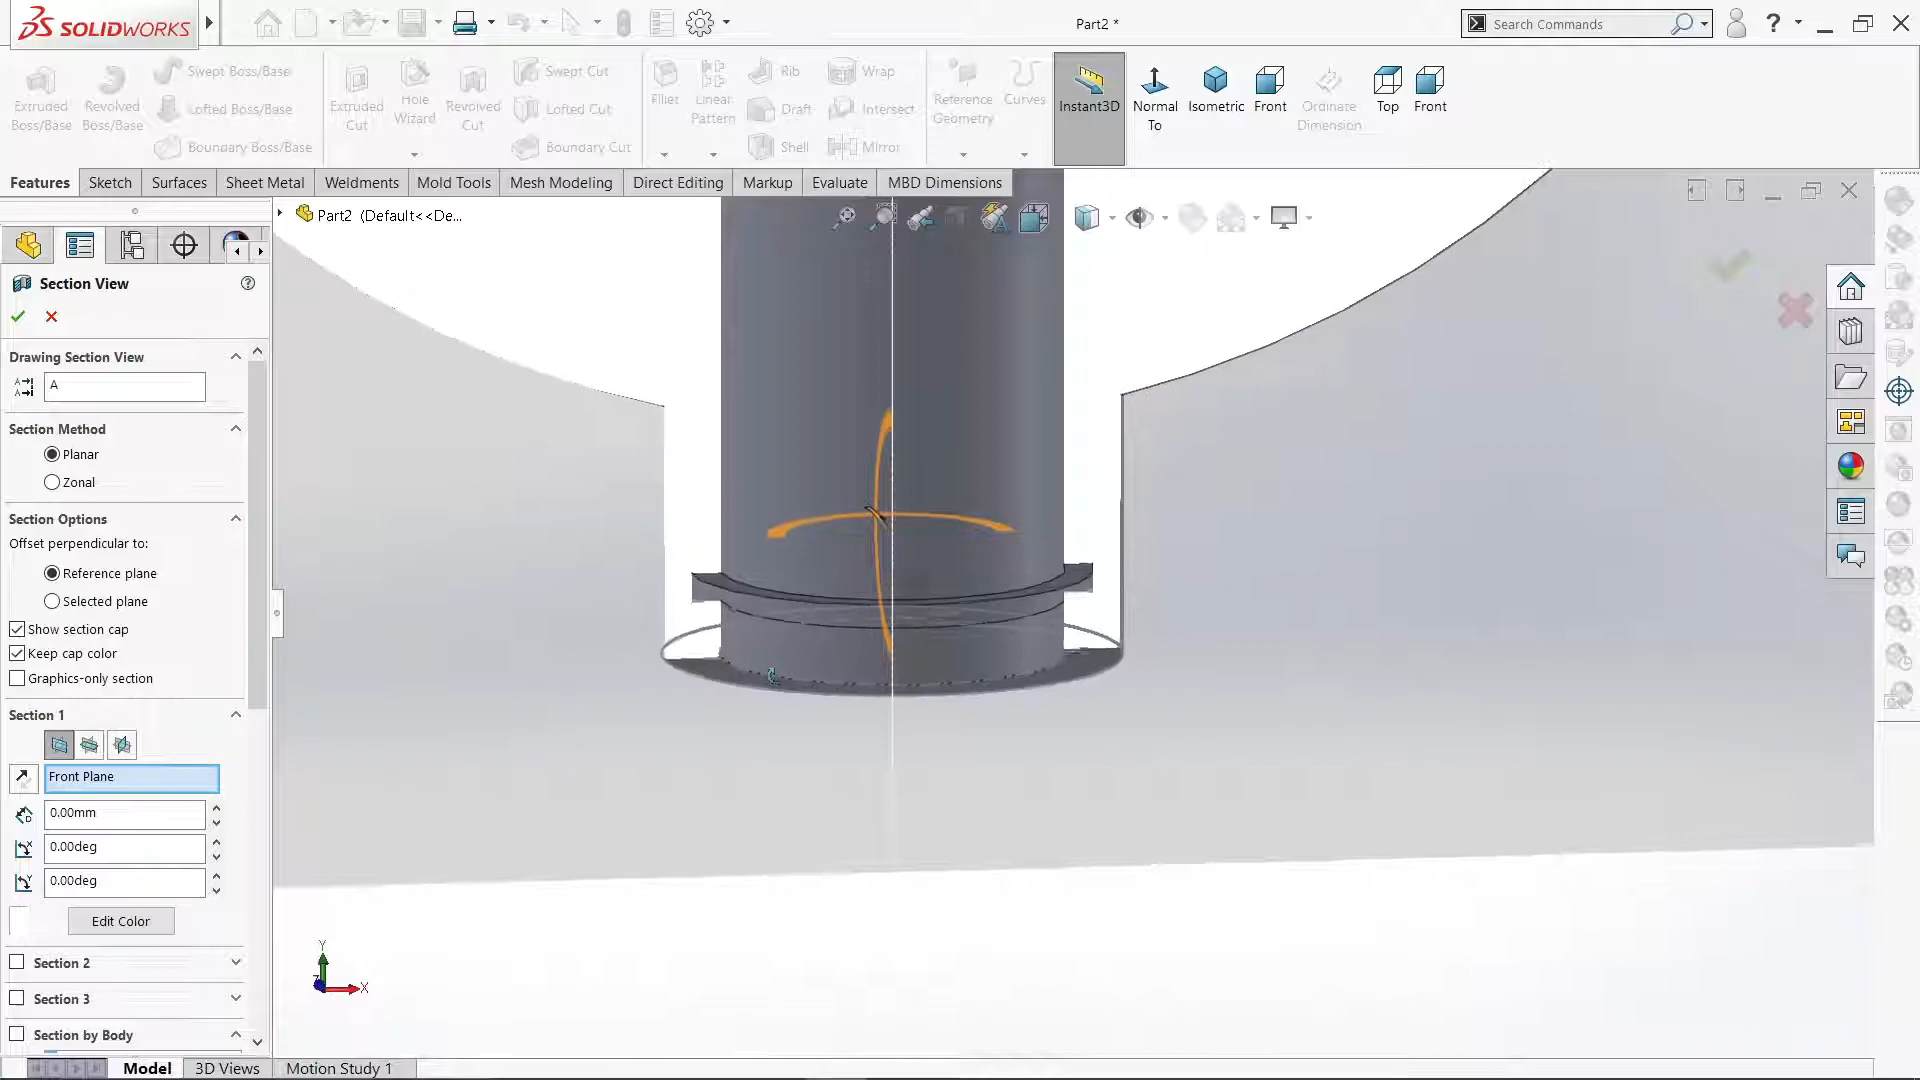 SOLIDWORKS
Part2 *
Search Commands
?
Extruded Boss/Base
Revolved Boss/Base
Swept Boss/Base
Lofted Boss/Base
Boundary Boss/Base
Extruded Cut
Hole Wizard
Revolved Cut
Swept Cut
Lofted Cut
Boundary Cut
Fillet
Linear Pattern
Rib
Draft
Shell
Wrap
Intersect
Mirror
Reference Geometry
Curves
Instant3D
Normal To
Isometric
Front
Ordinate Dimension
Top
Front
Features
Sketch
Surfaces
Sheet Metal
Weldments
Mold Tools
Mesh Modeling
Direct Editing
Markup
Evaluate
MBD Dimensions
Part2 (Default<<De...
Section View
Drawing Section View
A
Section Method
Planar
Zonal
Section Options
Offset perpendicular to:
Reference plane
Selected plane
Show section cap
Keep cap color
Graphics-only section
Section 1
Front Plane
0.00mm
0.00deg
0.00deg
Edit Color
Section 2
Section 3
Section by Body
Y
Z
X
Model
3D Views
Motion Study 1